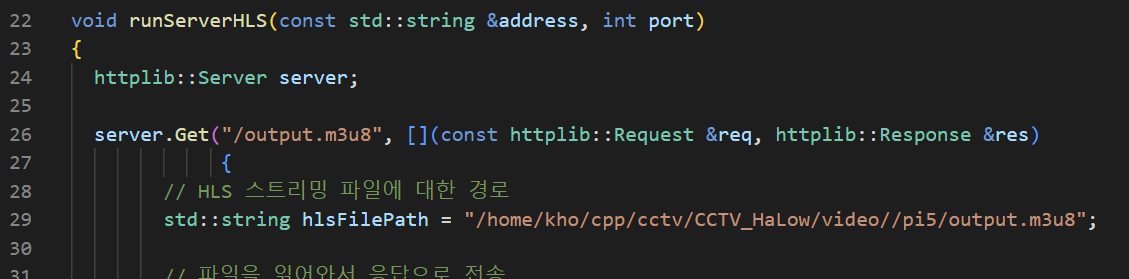 22 void runServerHLS(const std::string &address, int port)
23 {
24 httplib::Server server;
25
26 server.Get("/output.m3u8", [](const httplib::Request &req, httplib::Response &res)
27 {
28 // HLS 스트리밍 파일에 대한 경로
29 std::string hlsFilePath = "/home/kho/cpp/cctv/CCTV_HaLow/video//pi5/output.m3u8";
30
31 // 파일을 읽어와서 응답으로 전송